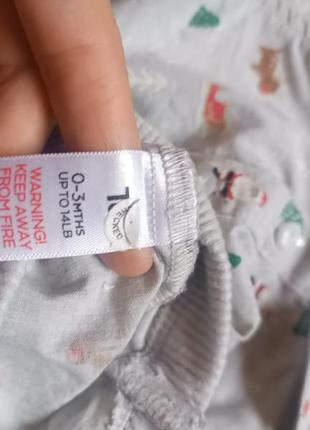 0-3MTHS
UP TO 14LB
WARNING!
KEEP AWAY
FROM FIRE